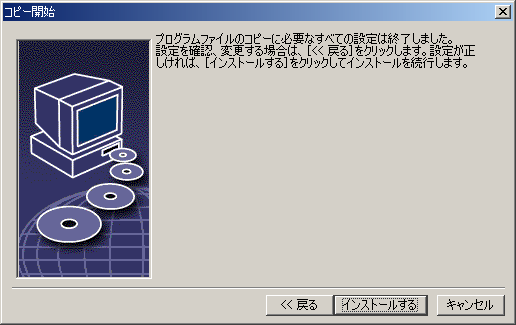 コピー開始
プログラムファイルのコピーに必要なすべての設定は終了しました。
設定を確認、変更する場合は、[<< 戻る]をクリックします。設定が正
しければ、[インストールする]をクリックしてインストールを続行します。
<< 戻る
インストールする
キャンセル